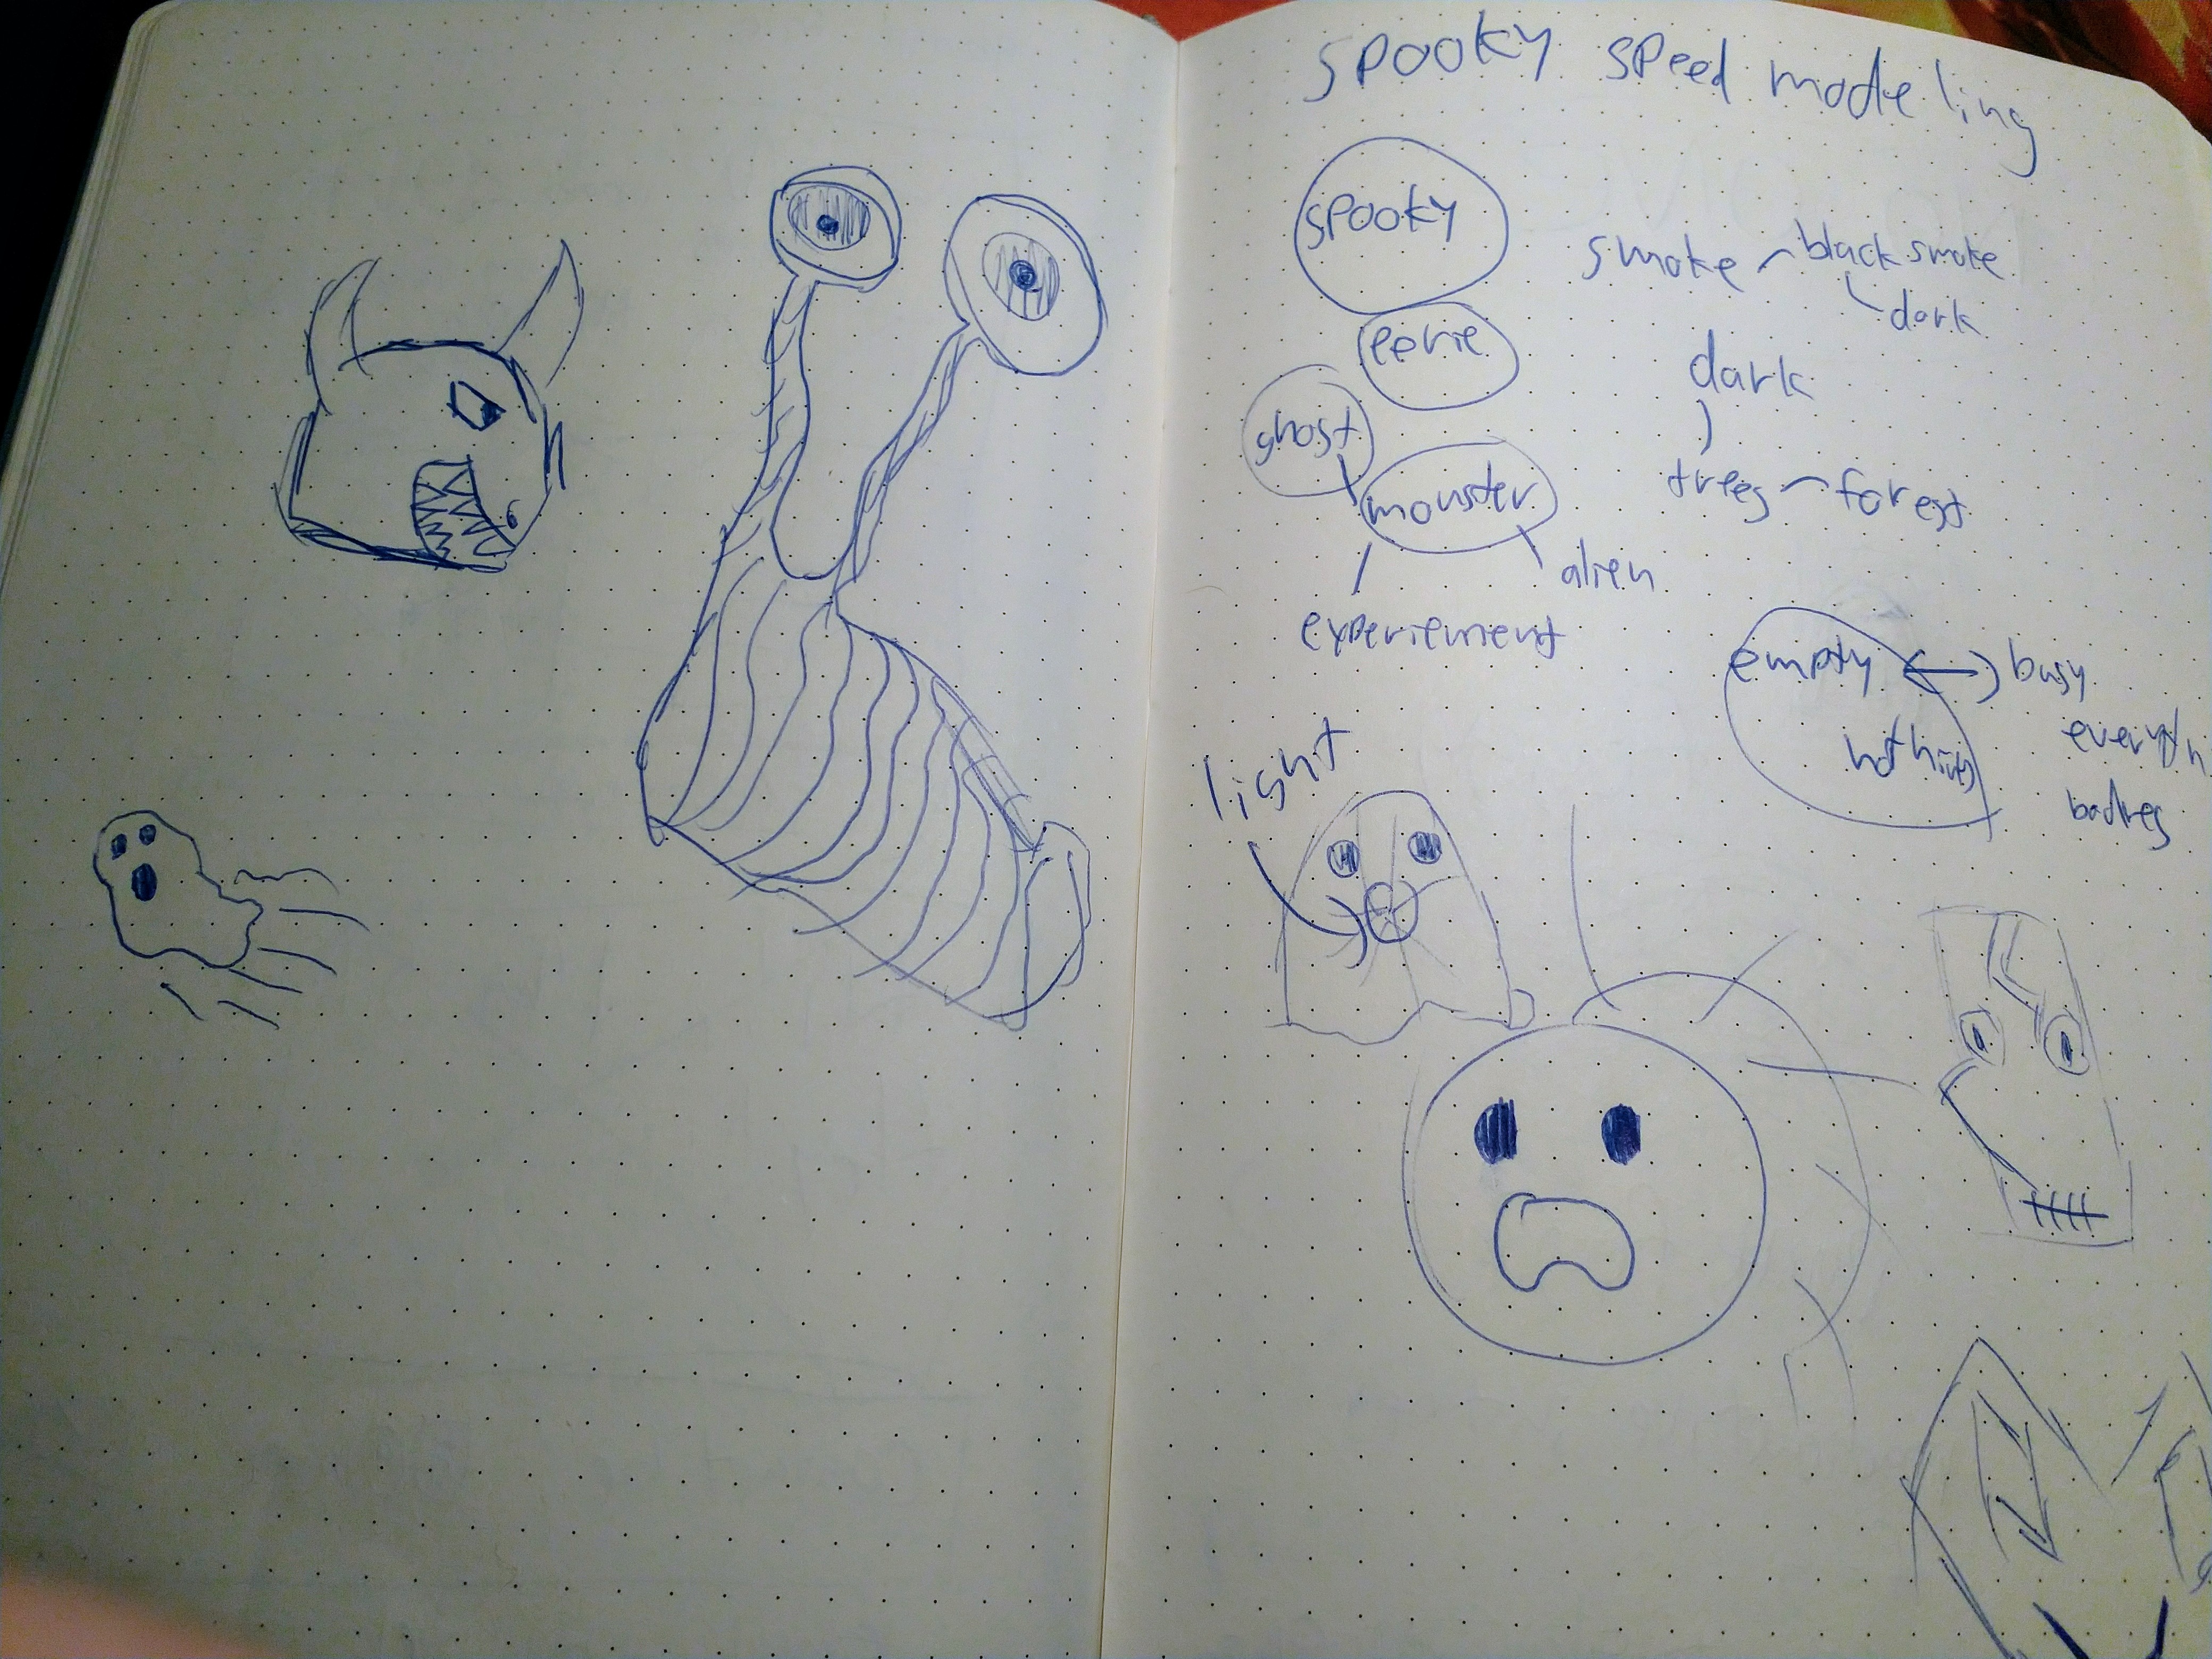 spooky speed modeling
spooky
smoke - black smoke
dark
eerie
dark
ghost
monster
trees - forest
alien
experiement
empty <-> busy
nothing everyth
bodies
light